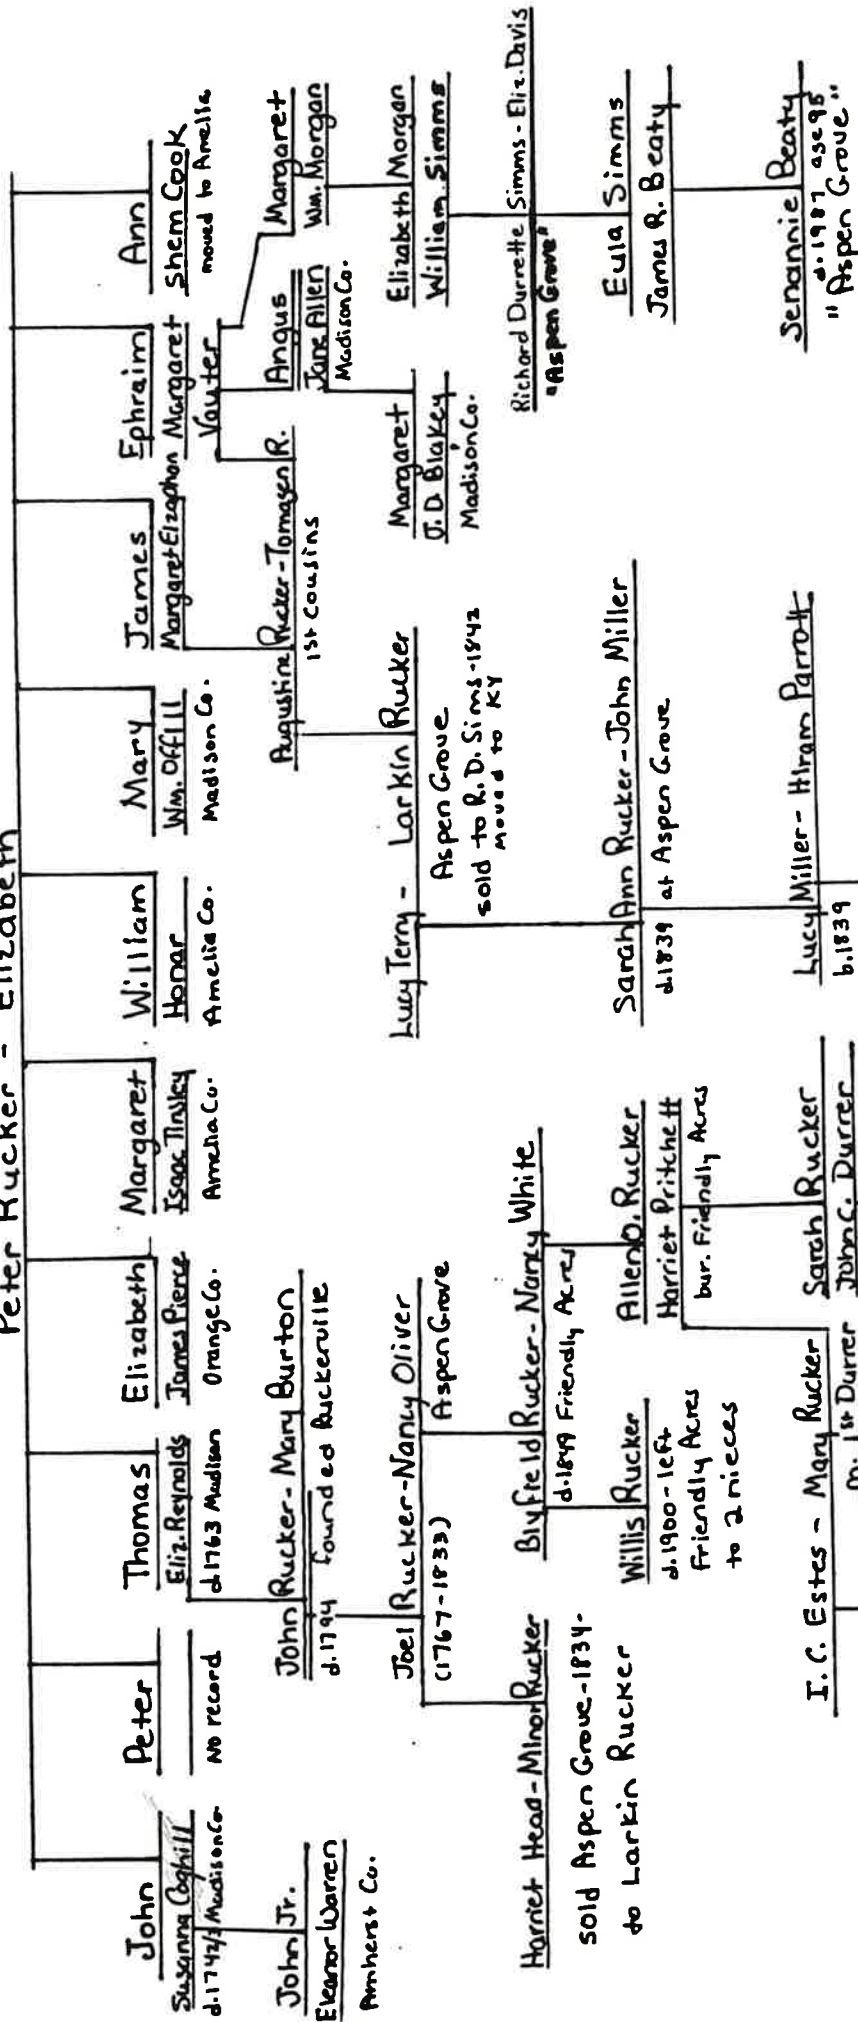 Peter Rucker - Elizabeth
John
Susanna Coghill
d.1742/3 Madison Co.
John Jr.
Eleanor Warren
Amherst Co.
Peter
No record
Thomas
Eliz. Reynolds
d.1763 Madison
John Rucker - Mary Burton
d.1794 founded Ruckerville
Joel Rucker - Nancy Oliver
(1767-1833)
Aspen Grove
Harriet Head - Minor Rucker
sold Aspen Grove - 1834 -
to Larkin Rucker
Blyfield Rucker - Nancy White
d.1849 Friendly Acres
Willis Rucker
d.1900 - left
Friendly Acres
to 2 nieces
Allen O. Rucker
Harriet Pritchett
bur. Friendly Acres
I. C. Estes - Mary Rucker
m. 1st Durrer
Sarah Rucker
John C. Durrer
Elizabeth
James Pierce
Orange Co.
Margaret
Isaac Tinsley
Amelia Co.
William
Honor
Amelia Co.
Mary
Wm. Offill
Madison Co.
James
Margaret Elzaphon
Augustine Rucker - Tomagen R.
1st Cousins
Lucy Terry - Larkin Rucker
Aspen Grove
sold to R. D. Sims - 1842
moved to KY
Sarah Ann Rucker - John Miller
d.1839 at Aspen Grove
Lucy Miller - Hiram Parrott
b.1839
Ephraim
Margaret
Vauter
Angus
Jane Allen
Madison Co.
Margaret
J. D. Blakey
Madison Co.
Margaret
Wm. Morgan
Elizabeth Morgan
William Simms
Richard Durrette Simms - Eliz. Davis
"Aspen Grove"
Eula Simms
James R. Beaty
Senannie Beaty
d.1987 age 95
"Aspen Grove"
Ann
Shem Cook
moved to Amelia